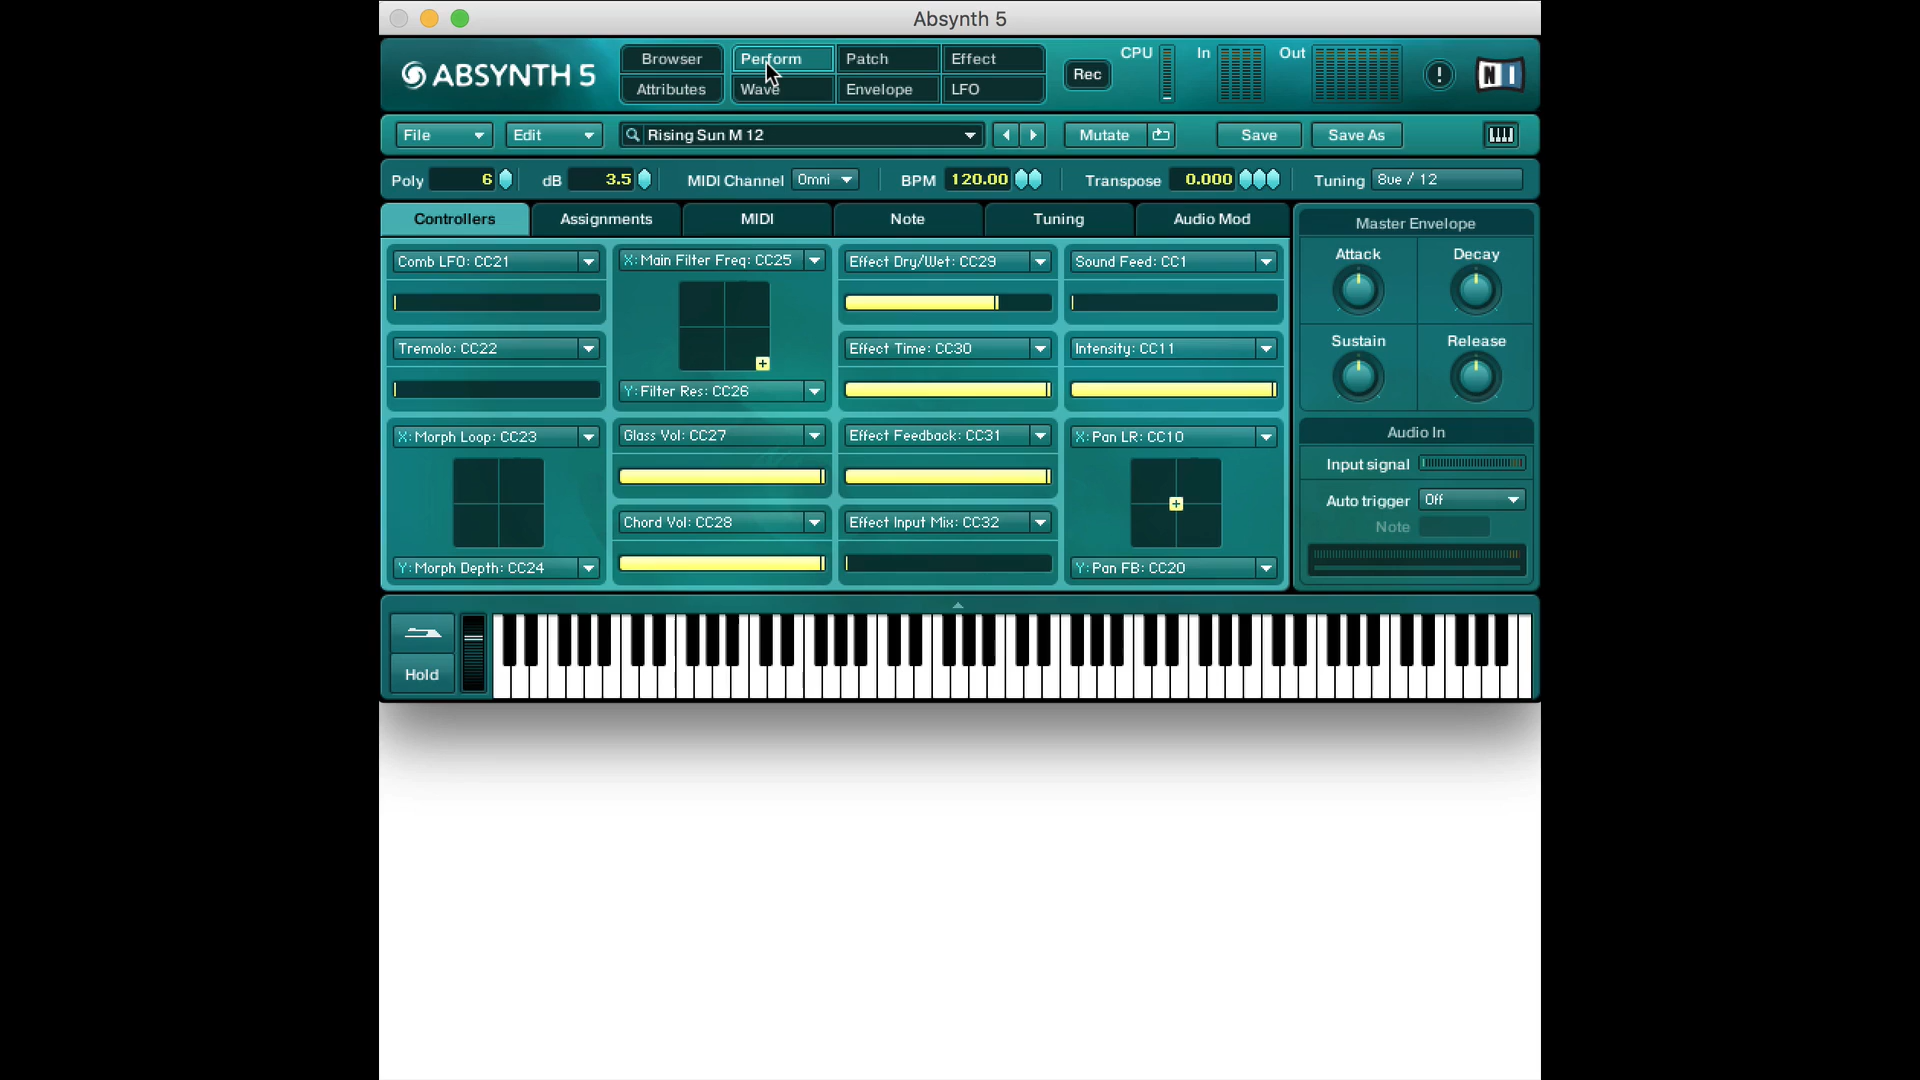 Absynth 5
ABSYNTH 5
Browser
Perform
Patch
Effect
Attributes
Wave
Envelope
LFO
Rec
CPU
In
Out
!
NI
File
Edit
Rising Sun M 12
Mutate
Save
Save As
Poly 6
dB 3.5
MIDI Channel Omni
BPM 120.00
Transpose 0.000
Tuning 8ve / 12
Controllers
Assignments
MIDI
Note
Tuning
Audio Mod
Master Envelope
Comb LFO: CC21
X: Main Filter Freq: CC25
Effect Dry/Wet: CC29
Sound Feed: CC1
Attack
Decay
Tremolo: CC22
Effect Time: CC30
Intensity: CC11
Sustain
Release
Y: Filter Res: CC26
X: Morph Loop: CC23
Glass Vol: CC27
Effect Feedback: CC31
X: Pan LR: CC10
Audio In
Input signal
Auto trigger Off
Note
Chord Vol: CC28
Effect Input Mix: CC32
Y: Morph Depth: CC24
Y: Pan FB: CC20
Hold